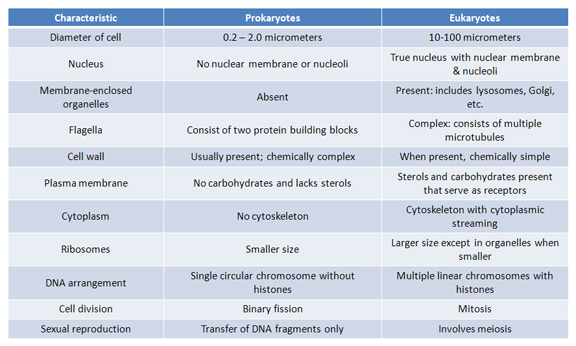 Characteristic Prokaryotes Eukaryotes
Diameter of cell 0.2 – 2.0 micrometers 10-100 micrometers
Nucleus No nuclear membrane or nucleoli True nucleus with nuclear membrane
& nucleoli
Membrane-enclosed
organelles Absent Present: includes lysosomes, Golgi,
etc.
Flagella Consist of two protein building blocks Complex: consists of multiple
microtubules
Cell wall Usually present; chemically complex When present, chemically simple
Plasma membrane No carbohydrates and lacks sterols Sterols and carbohydrates present
that serve as receptors
Cytoplasm No cytoskeleton Cytoskeleton with cytoplasmic
streaming
Ribosomes Smaller size Larger size except in organelles when
smaller
DNA arrangement Single circular chromosome without
histones Multiple linear chromosomes with
histones
Cell division Binary fission Mitosis
Sexual reproduction Transfer of DNA fragments only Involves meiosis